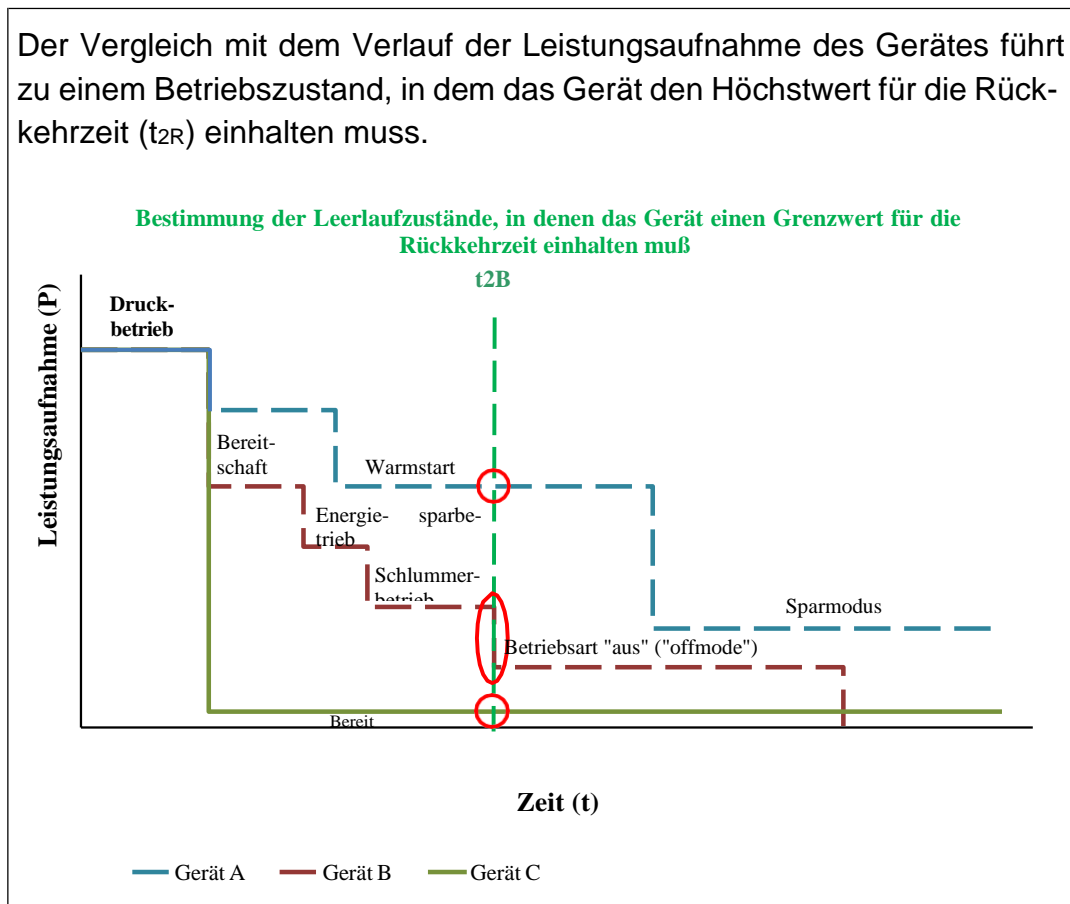 Der Vergleich mit dem Verlauf der Leistungsaufnahme des Gerätes führt
zu einem Betriebszustand, in dem das Gerät den Höchstwert für die Rück-
kehrzeit (t2R) einhalten muss.
Bestimmung der Leerlaufzustände, in denen das Gerät einen Grenzwert für die
Rückkehrzeit einhalten muß
t2B
Leistungsaufnahme (P)
Druck-
betrieb
Bereit-
schaft
Warmstart
Energie- sparbe-
trieb
Schlummer-
betrieb
Sparmodus
Betriebsart "aus" ("offmode")
Bereit
Zeit (t)
Gerät A Gerät B Gerät C